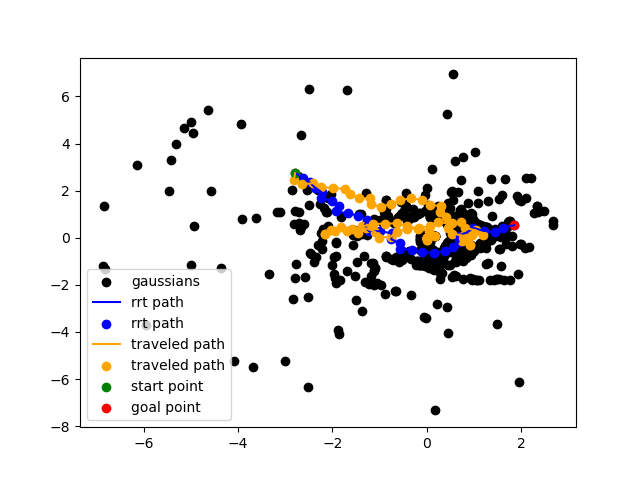 6
4
2
0
−2
−4
−6
−8
gaussians
rrt path
rrt path
traveled path
traveled path
start point
goal point
−6 −4 −2 0 2